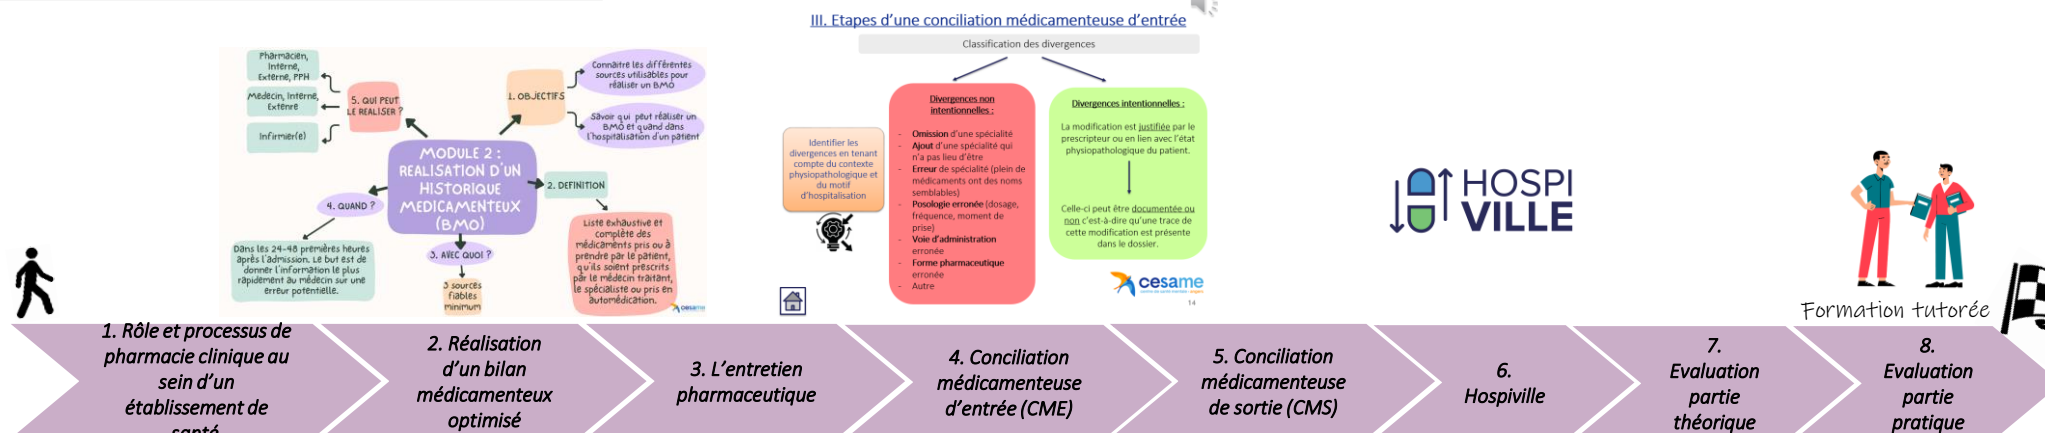 Pharmacien,
Interne,
Externe, PPH
Médecin, Interne,
Extenre
Infirmier(e)
5. QUI PEUT
LE REALISER ?
1. OBJECTIFS
Connaitre les différentes
sources utilisables pour
réaliser un BMO
Savoir qui peut réaliser un
BMO et quand dans
l'hospitalisation d'un patient
MODULE 2 :
REALISATION D'UN
HISTORIQUE
MEDICAMENTEUX
(BMO)
2. DEFINITION
Liste exhaustive et
complète des
médicaments pris ou à
prendre par le patient,
qu'ils soient prescrits
par le médecin traitant,
le spécialiste ou pris en
automédication.
4. QUAND ?
Dans les 24-48 premières heures
après l'admission. Le but est de
donner l'information le plus
rapidement au médecin sur une
erreur potentielle.
3. AVEC QUOI ?
3 sources
fiables
minimum
cesame
III. Etapes d'une conciliation médicamenteuse d'entrée
Classification des divergences
Identifier les
divergences en tenant
compte du contexte
physiopathologique et
du motif
d'hospitalisation
Divergences non
intentionnelles :
- Omission d'une spécialité
- Ajout d'une spécialité qui
n'a pas lieu d'être
- Erreur de spécialité (plein de
médicaments ont des noms
semblables)
- Posologie erronée (dosage,
fréquence, moment de
prise)
- Voie d'administration
erronée
- Forme pharmaceutique
erronée
- Autre
Divergences intentionnelles :
La modification est justifiée par le
prescripteur ou en lien avec l'état
physiopathologique du patient.
Celle-ci peut être documentée ou
non c'est-à-dire qu'une trace de
cette modification est présente
dans le dossier.
cesame
14
HOSPI
VILLE
Formation tutorée
1. Rôle et processus de
pharmacie clinique au
sein d'un
établissement de
santé
2. Réalisation
d'un bilan
médicamenteux
optimisé
3. L'entretien
pharmaceutique
4. Conciliation
médicamenteuse
d'entrée (CME)
5. Conciliation
médicamenteuse
de sortie (CMS)
6.
Hospiville
7.
Evaluation
partie
théorique
8.
Evaluation
partie
pratique